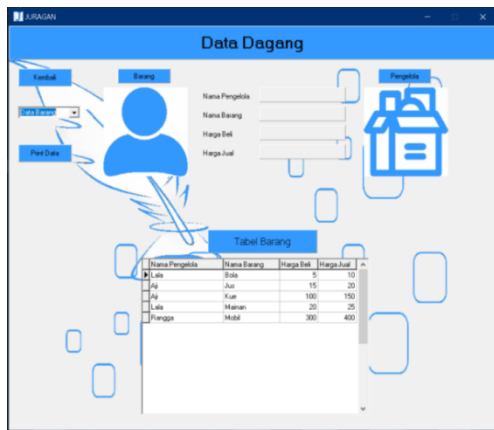 JURAGAN
Data Dagang
Kembali
Barang
Pengelola
Data Barang
Nama Pengelola
Nama Barang
Harga Beli
Harga Jual
Print Data
Tabel Barang
Nama Pengelola Nama Barang Harga Beli Harga Jual
Lala Bola 5 10
Aji Jus 15 20
Aji Kue 100 150
Lala Mainan 20 25
Rangga Mobil 300 400